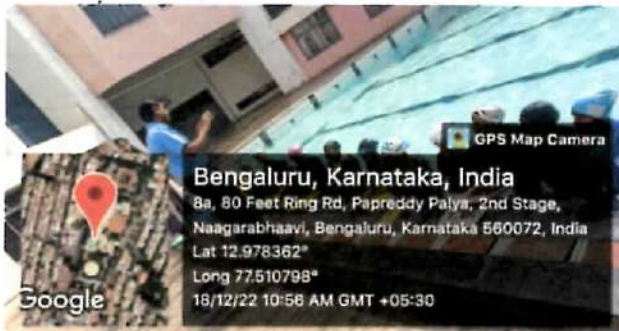 GPS Map Camera
Bengaluru, Karnataka, India
8a, 80 Feet Ring Rd, Papreddy Palya, 2nd Stage,
Naagarabhaavi, Bengaluru, Karnataka 560072, India
Lat 12.978362°
Long 77.510798°
18/12/22 10:56 AM GMT +05:30
Google